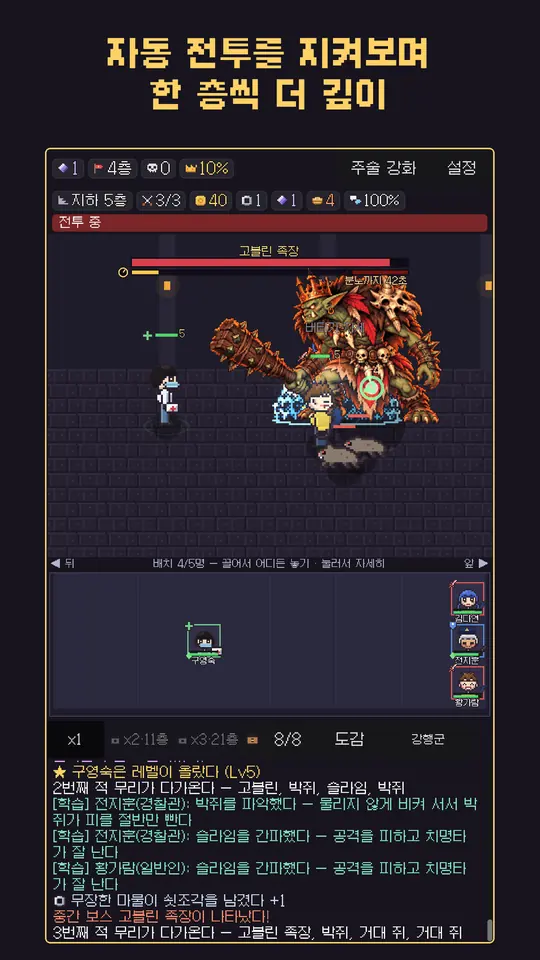 자동 전투를 지켜보며
한 층씩 더 깊이
1 4층 0 10% 주술 강화 설정
지하 5층 3/3 40 1 1 4 100%
전투 중
고블린 족장
분노까지 42초
5
5
◀ 뒤 배치 4/5명 — 끌어서 어디든 놓기 · 눌러서 자세히 앞 ▶
김다연
구영숙
전지훈
황가람
x1 x2·11층 x3·21층 8/8 도감 강행군
★ 구영숙은 레벨이 올랐다 (Lv5)
2번째 적 무리가 다가온다 — 고블린, 박쥐, 슬라임, 박쥐
[학습] 전지훈(경찰관): 박쥐를 파악했다 — 물리지 않게 비켜 서서 박
쥐가 피를 절반만 빤다
[학습] 전지훈(경찰관): 슬라임을 간파했다 — 공격을 피하고 치명타
가 잘 난다
[학습] 황가람(일반인): 슬라임을 간파했다 — 공격을 피하고 치명타
가 잘 난다
무장한 마물이 쇳조각을 남겼다 +1
중간 보스 고블린 족장이 나타났다!
3번째 적 무리가 다가온다 — 고블린 족장, 박쥐, 거대 쥐, 거대 쥐